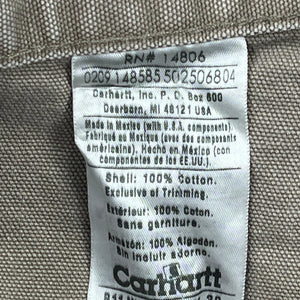 RN# 14806
0209 148585 502506804
Carhartt, Inc. P.O. Box 600
Dearborn, MI 48121 USA
Made in Mexico (with U.S.A. components).
Fabriqué au Mexique (avec des composants
américains). Hecho en México (con
componentes de los EE.UU.).
Shell: 100% Cotton.
Exclusive of Trimming.
Extérieur: 100% Coton.
Sans garniture.
Armazón: 100% Algodón.
Sin incluir adorno.
Carhartt